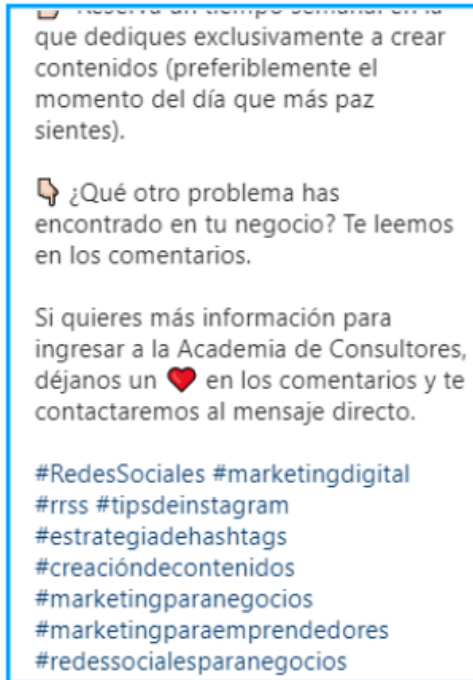 que dediques exclusivamente a crear
contenidos (preferiblemente el
momento del día que más paz
sientes).
👇🏻 ¿Qué otro problema has
encontrado en tu negocio? Te leemos
en los comentarios.
Si quieres más información para
ingresar a la Academia de Consultores,
déjanos un ❤️ en los comentarios y te
contactaremos al mensaje directo.
#RedesSociales #marketingdigital
#rrss #tipsdeinstagram
#estrategiadehashtags
#creacióndecontenidos
#marketingparanegocios
#marketingparaemprendedores
#redessocialesparanegocios